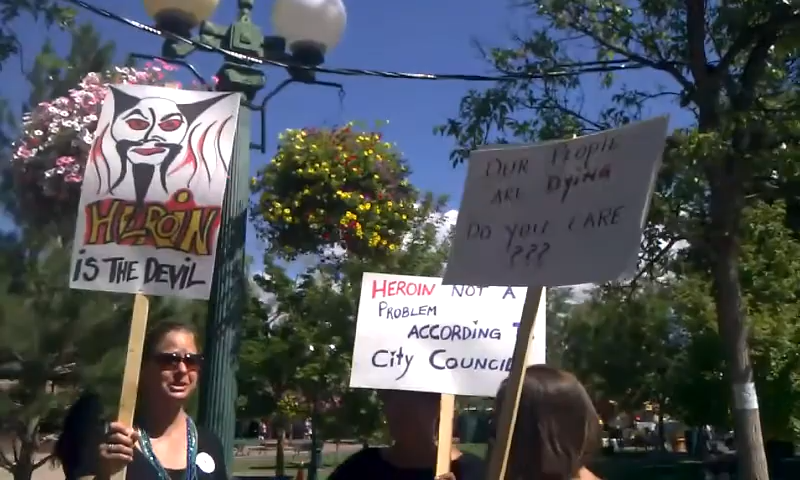 HEROIN
IS THE DEVIL
HEROIN NOT A
PROBLEM
ACCORDING
CITY COUNCIL
OUR PEOPLE
ARE DYING
DO YOU CARE
???